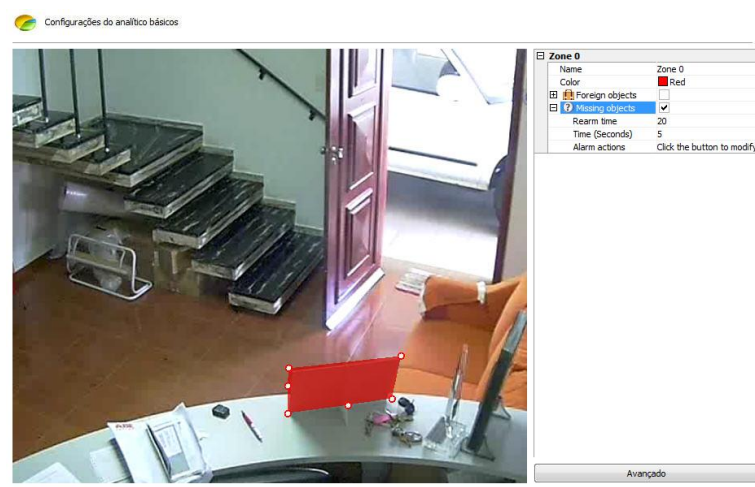 Configurações do analítico básicos
Zone 0
Name Zone 0
Color Red
Foreign objects
? Missing objects
Rearm time 20
Time (Seconds) 5
Alarm actions Click the button to modify
Avançado